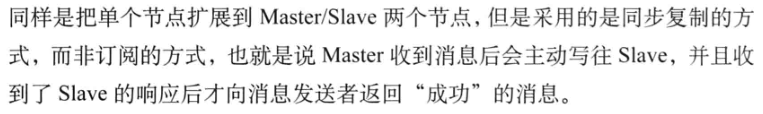 同样是把单个节点扩展到 Master/Slave 两个节点，但是采用的是同步复制的方
式，而非订阅的方式，也就是说 Master 收到消息后会主动写往 Slave，并且收
到了 Slave 的响应后才向消息发送者返回“成功”的消息。